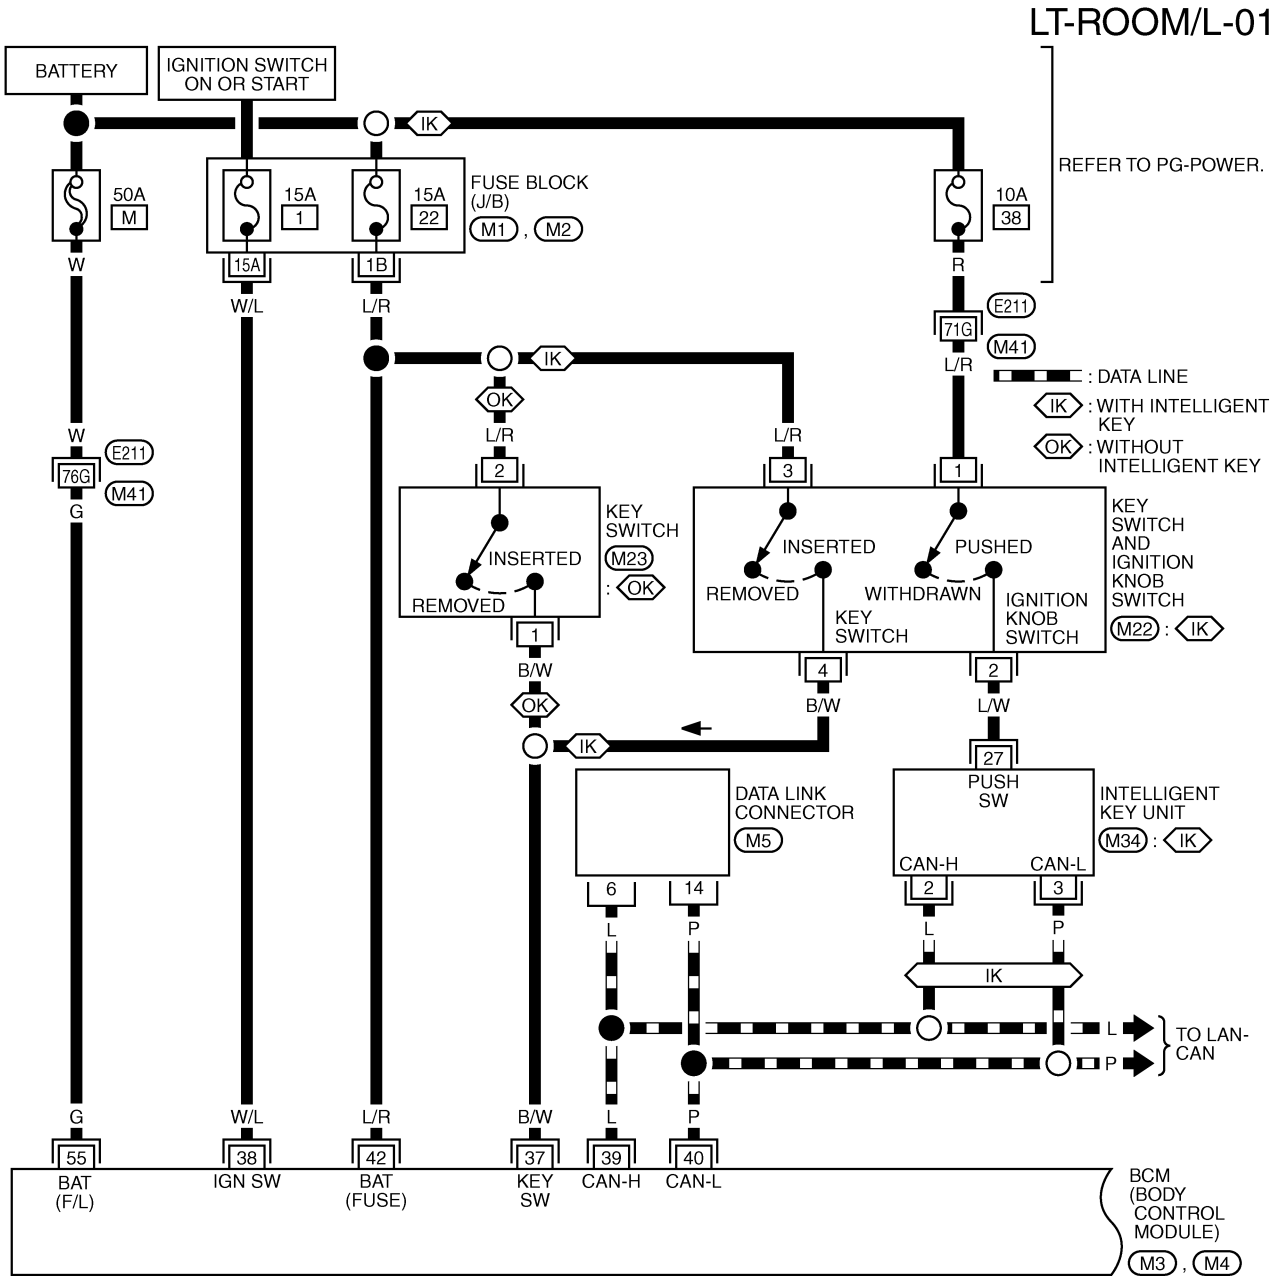 LT-ROOM/L-01
BATTERY
IGNITION SWITCH
ON OR START
IK
REFER TO PG-POWER.
50A
M
15A
1
15A
22
FUSE BLOCK
(J/B)
M1 , M2
10A
38
W
15A
1B
R
W/L
L/R
E211
71G
M41
L/R
: DATA LINE
IK : WITH INTELLIGENT
KEY
OK : WITHOUT
INTELLIGENT KEY
IK
OK
W
L/R
L/R
E211
76G
M41
G
2
3
1
KEY
SWITCH
M23
: OK
INSERTED
REMOVED
INSERTED
REMOVED
KEY
SWITCH
PUSHED
WITHDRAWN
IGNITION
KNOB
SWITCH
KEY
SWITCH
AND
IGNITION
KNOB
SWITCH
M22 : IK
1
4
2
B/W
B/W
L/W
OK
IK
27
PUSH
SW
DATA LINK
CONNECTOR
M5
INTELLIGENT
KEY UNIT
M34 : IK
CAN-H
CAN-L
6
14
2
3
L
P
L
P
IK
L
P
TO LAN-
CAN
G
W/L
L/R
B/W
L
P
55
38
42
37
39
40
BAT
(F/L)
IGN SW
BAT
(FUSE)
KEY
SW
CAN-H
CAN-L
BCM
(BODY
CONTROL
MODULE)
M3 , M4